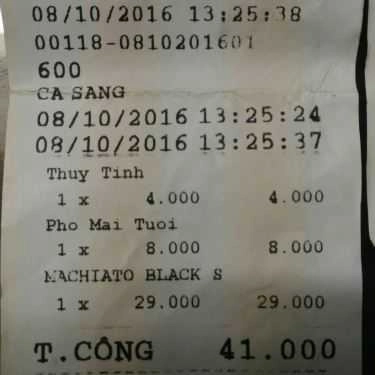 08/10/2016 13:25:38
00118-0810201601
600
CA SANG
08/10/2016 13:25:24
08/10/2016 13:25:37
Thuy Tinh
1 x 4.000 4.000
Pho Mai Tuoi
1 x 8.000 8.000
MACHIATO BLACK S
1 x 29.000 29.000
T.CÔNG 41.000